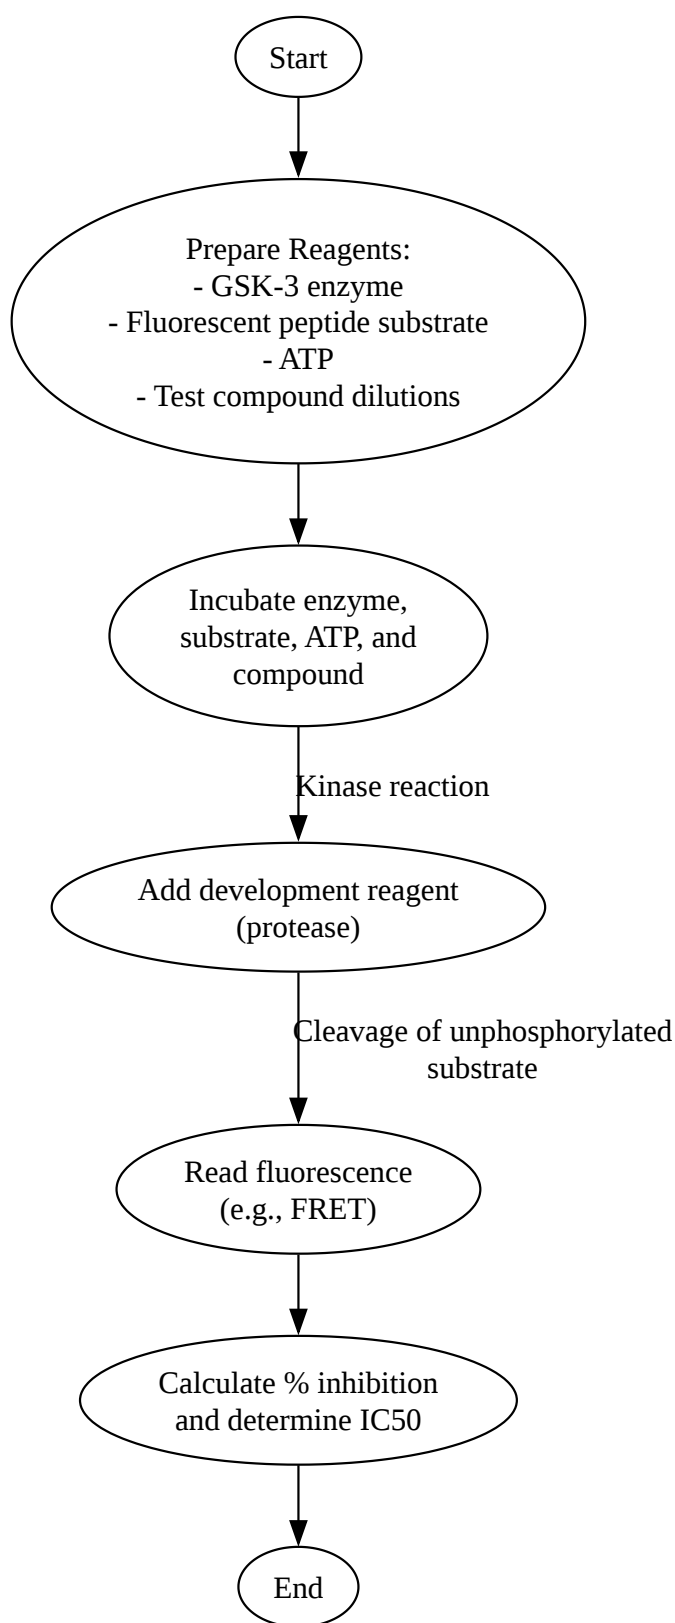 Start
Prepare Reagents:
- GSK-3 enzyme
- Fluorescent peptide substrate
- ATP
- Test compound dilutions
Incubate enzyme,
substrate, ATP, and
compound
Kinase reaction
Add development reagent
(protease)
Cleavage of unphosphorylated
substrate
Read fluorescence
(e.g., FRET)
Calculate % inhibition
and determine IC50
End